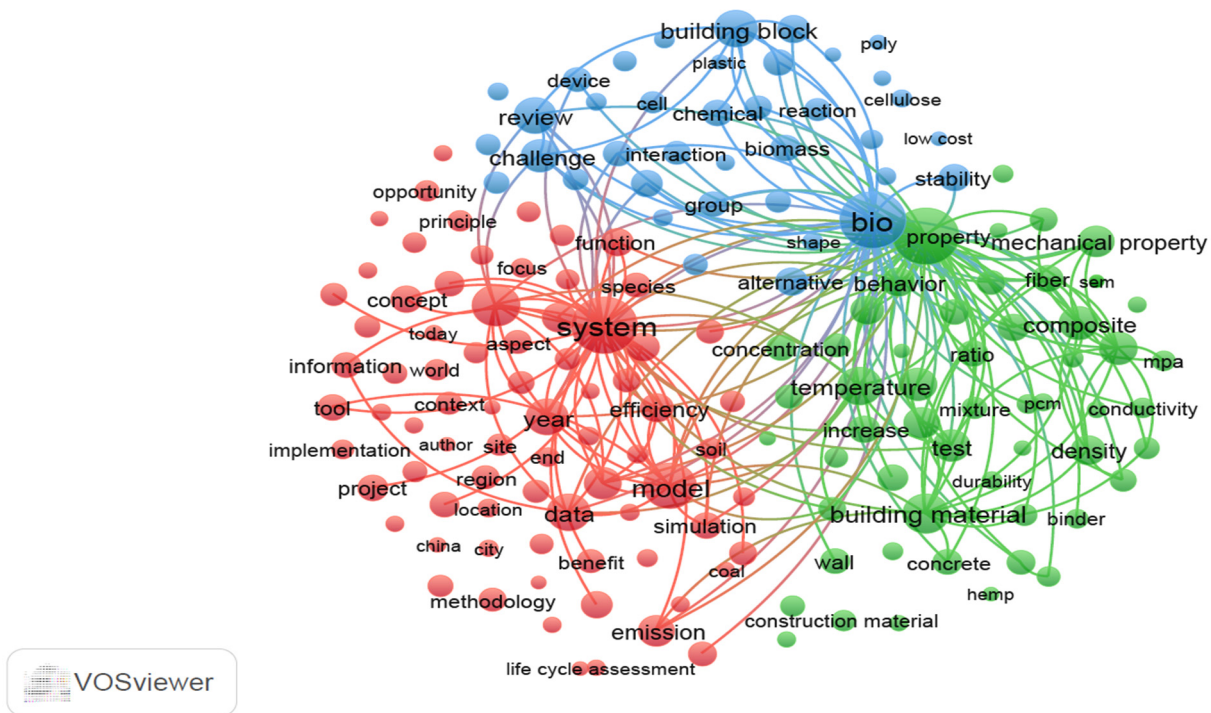 building block
poly
plastic
device
cell
cellulose
chemical
reaction
review
low cost
challenge
interaction
biomass
stability
opportunity
group
principle
bio
property
mechanical property
function
shape
focus
species
alternative
behavior
fiber
sem
concept
system
composite
today
aspect
concentration
ratio
mpa
information
world
temperature
tool
context
efficiency
mixture
pcm
conductivity
year
increase
implementation
author
site
end
soil
test
density
project
region
model
durability
location
data
simulation
building material
binder
china
city
benefit
coal
wall
concrete
methodology
hemp
emission
construction material
life cycle assessment
VOSviewer